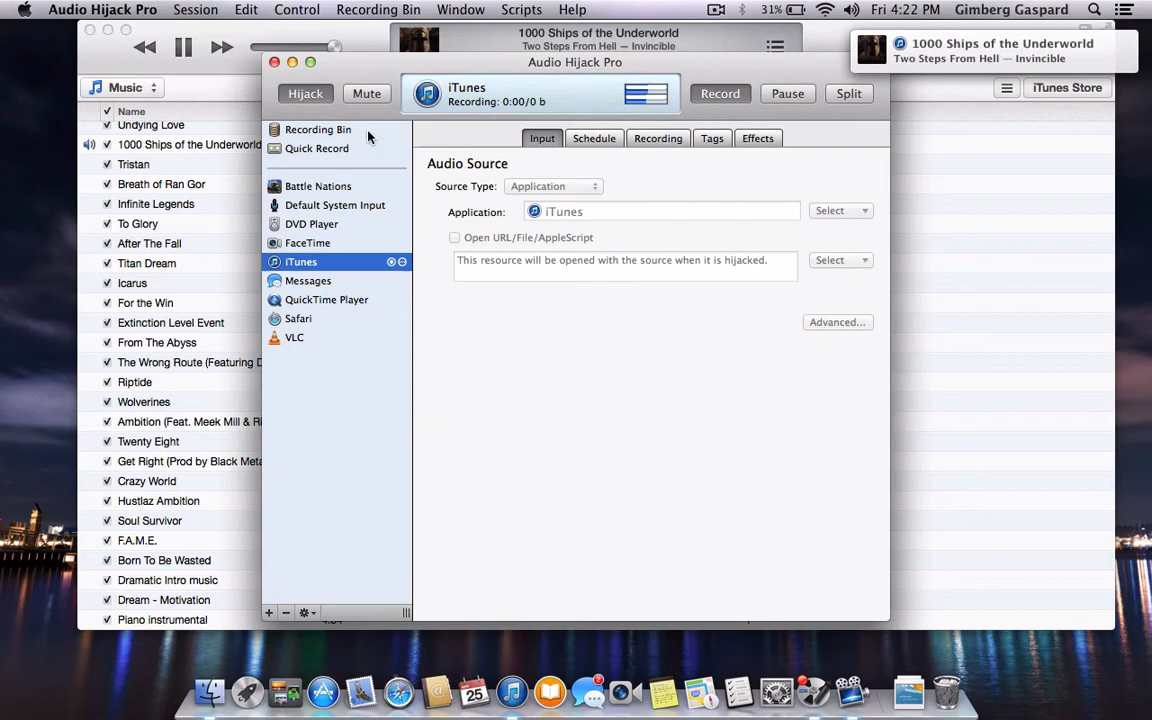 Audio Hijack Pro Session Edit Control Recording Bin Window Scripts Help 31% Fri 4:22 PM Gimberg Gaspard
1000 Ships of the Underworld
Two Steps From Hell — Invincible
1000 Ships of the Underworld
Two Steps From Hell — Invincible
Audio Hijack Pro
Hijack Mute
iTunes
Recording: 0:00/0 b
Record Pause Split
Music
iTunes Store
Name
Undying Love
1000 Ships of the Underworld
Tristan
Breath of Ran Gor
Infinite Legends
To Glory
After The Fall
Titan Dream
Icarus
For the Win
Extinction Level Event
From The Abyss
The Wrong Route (Featuring D
Riptide
Wolverines
Ambition (Feat. Meek Mill & Ri
Twenty Eight
Get Right (Prod by Black Meta
Crazy World
Hustlaz Ambition
Soul Survivor
F.A.M.E.
Born To Be Wasted
Dramatic Intro music
Dream - Motivation
Piano instrumental
Recording Bin
Quick Record
Battle Nations
Default System Input
DVD Player
FaceTime
iTunes
Messages
QuickTime Player
Safari
VLC
Input Schedule Recording Tags Effects
Audio Source
Source Type: Application
Application: iTunes Select
Open URL/File/AppleScript
This resource will be opened with the source when it is hijacked. Select
Advanced...
25
7